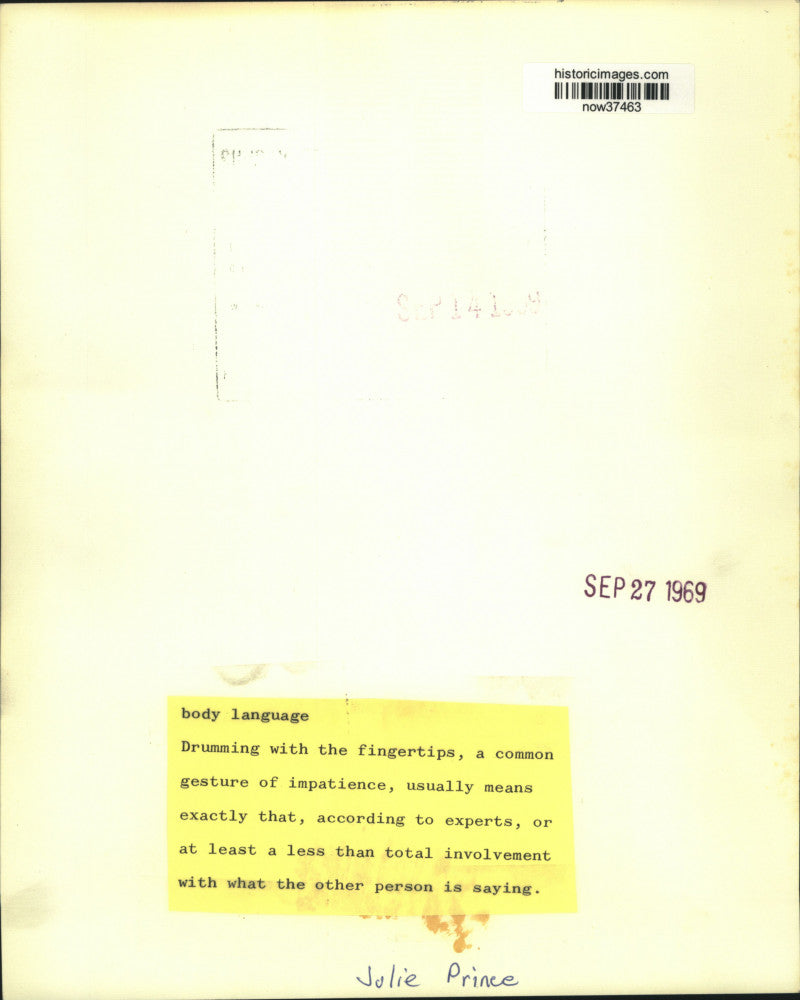 historicimages.com
now37463
SEP 14
SEP 27 1969
body language
Drumming with the fingertips, a common
gesture of impatience, usually means
exactly that, according to experts, or
at least a less than total involvement
with what the other person is saying.
Julie Prince